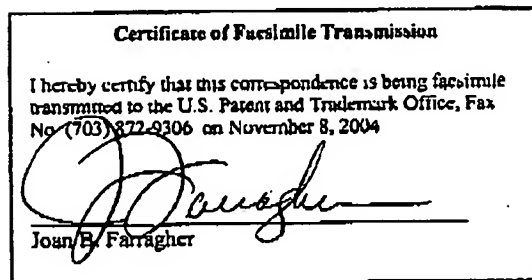 Certificate of Facsimile Transmission
I hereby certify that this correspondence is being facsimile
transmitted to the U.S. Patent and Trademark Office, Fax
No. (703) 872-9306 on November 8, 2004
Joan B. Farragher